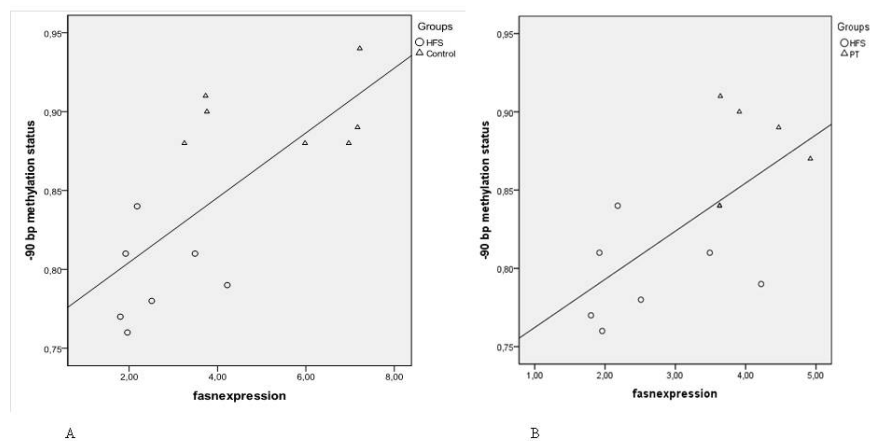 Groups
HFS
Control
0,95
0,90
0,85
0,80
0,75
-90 bp methylation status
2,00 4,00 6,00 8,00
fasnexpression
A
Groups
HFS
PT
0,95
0,90
0,85
0,80
0,75
-90 bp methylation status
1,00 2,00 3,00 4,00 5,00
fasnexpression
B